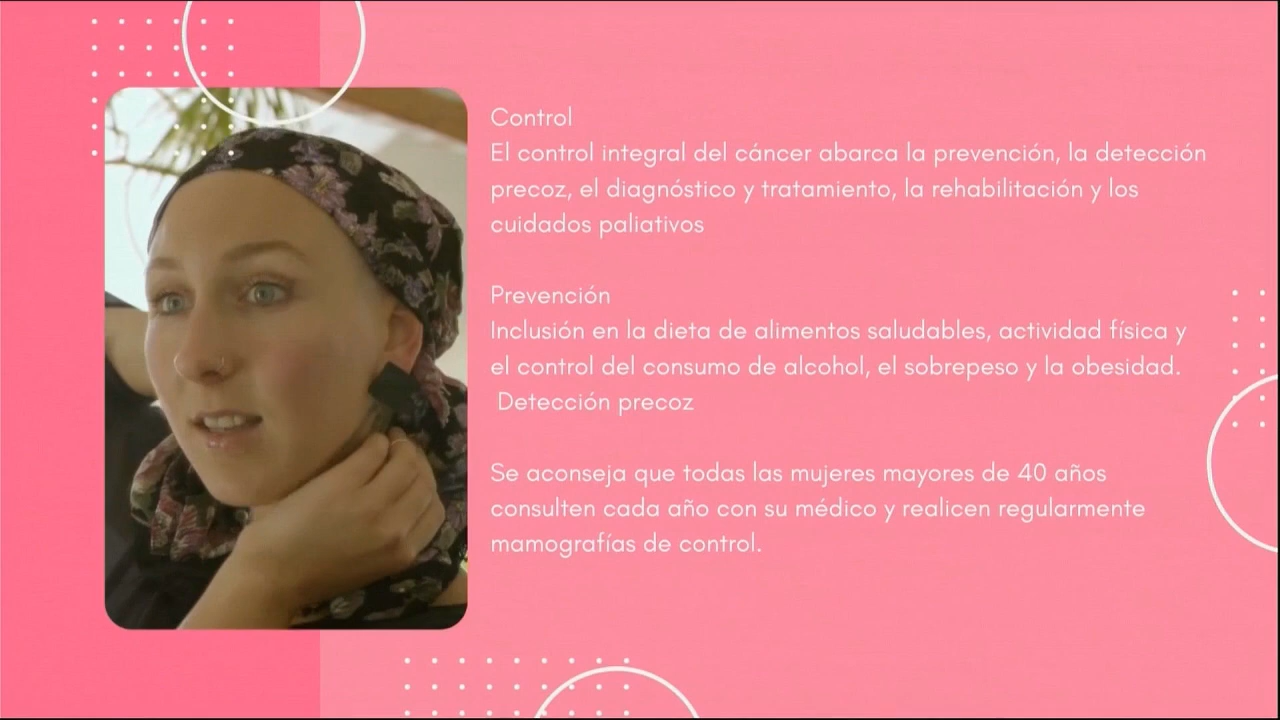 Control
El control integral del cáncer abarca la prevención, la detección
precoz, el diagnóstico y tratamiento, la rehabilitación y los
cuidados paliativos
Prevención
Inclusión en la dieta de alimentos saludables, actividad física y
el control del consumo de alcohol, el sobrepeso y la obesidad.
Detección precoz
Se aconseja que todas las mujeres mayores de 40 años
consulten cada año con su médico y realicen regularmente
mamografías de control.